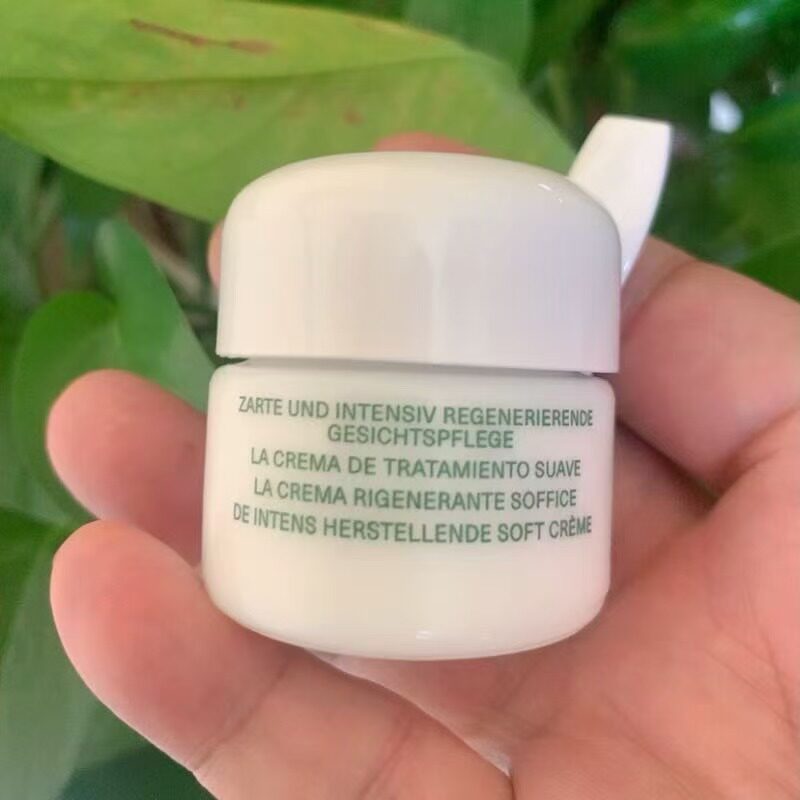 ZARTE UND INTENSIV REGENERIERENDE
GESICHTSPFLEGE
LA CREMA DE TRATAMIENTO SUAVE
LA CREMA RIGENERANTE SOFFICE
DE INTENS HERSTELLENDE SOFT CRÈME